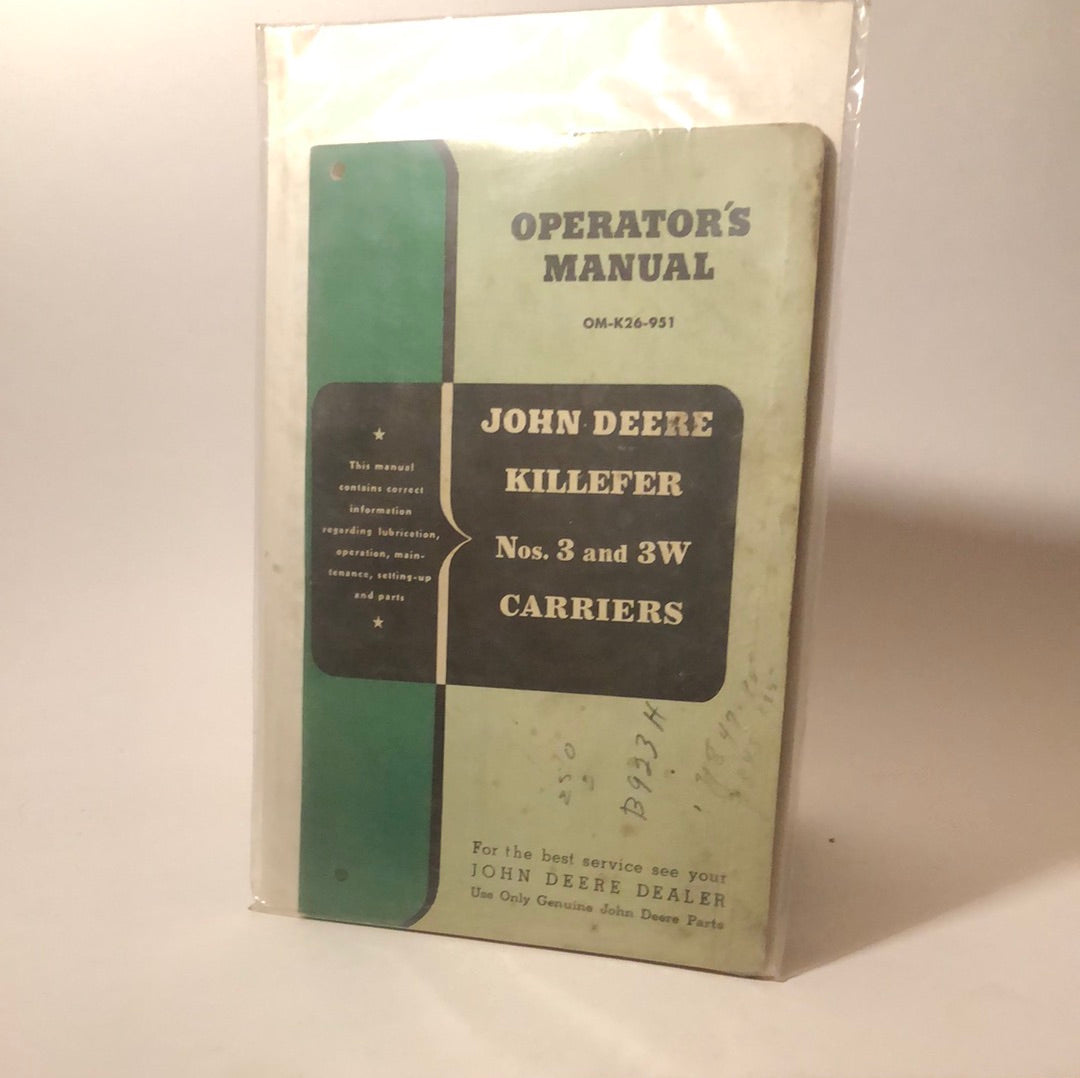 OPERATOR'S
MANUAL
OM-K26-951
JOHN DEERE
KILLEFER
Nos. 3 and 3W
CARRIERS
★
This manual
contains correct
information
regarding lubrication,
operation, main-
tenance, setting-up
and parts
★
B923H
For the best service see your
JOHN DEERE DEALER
Use Only Genuine John Deere Parts